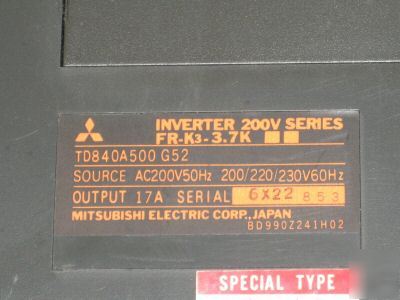 INVERTER 200V SERIES
FR-K3-3.7K
TD840A500 G52
SOURCE AC200V50Hz 200/220/230V60Hz
OUTPUT 17A SERIAL 6X22 853
MITSUBISHI ELECTRIC CORP., JAPAN
BD990Z241H02
SPECIAL TYPE